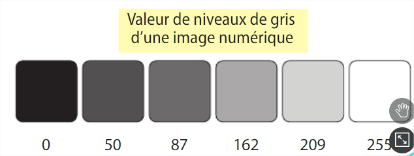 Valeur de niveaux de gris
d'une image numérique
0 50 87 162 209 255